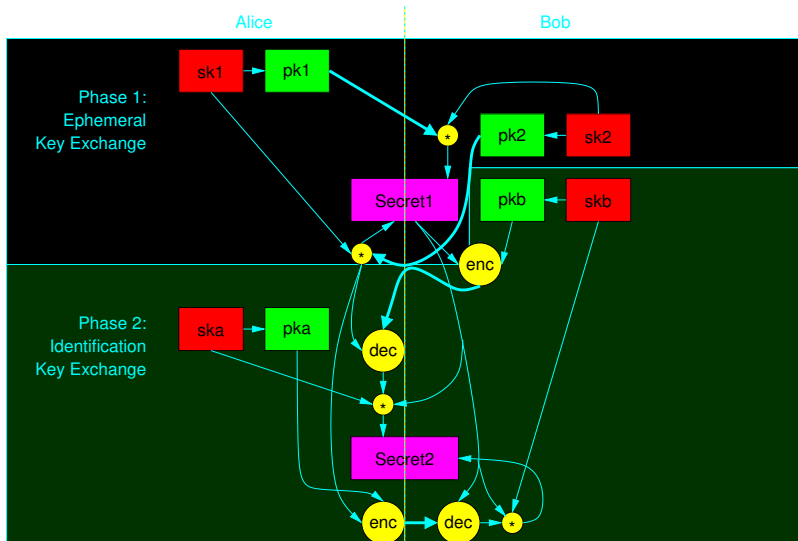 Alice
Bob
Phase 1:
Ephemeral
Key Exchange
sk1
pk1
*
pk2
sk2
Secret1
pkb
skb
*
enc
Phase 2:
Identification
Key Exchange
ska
pka
dec
*
Secret2
enc
dec
*